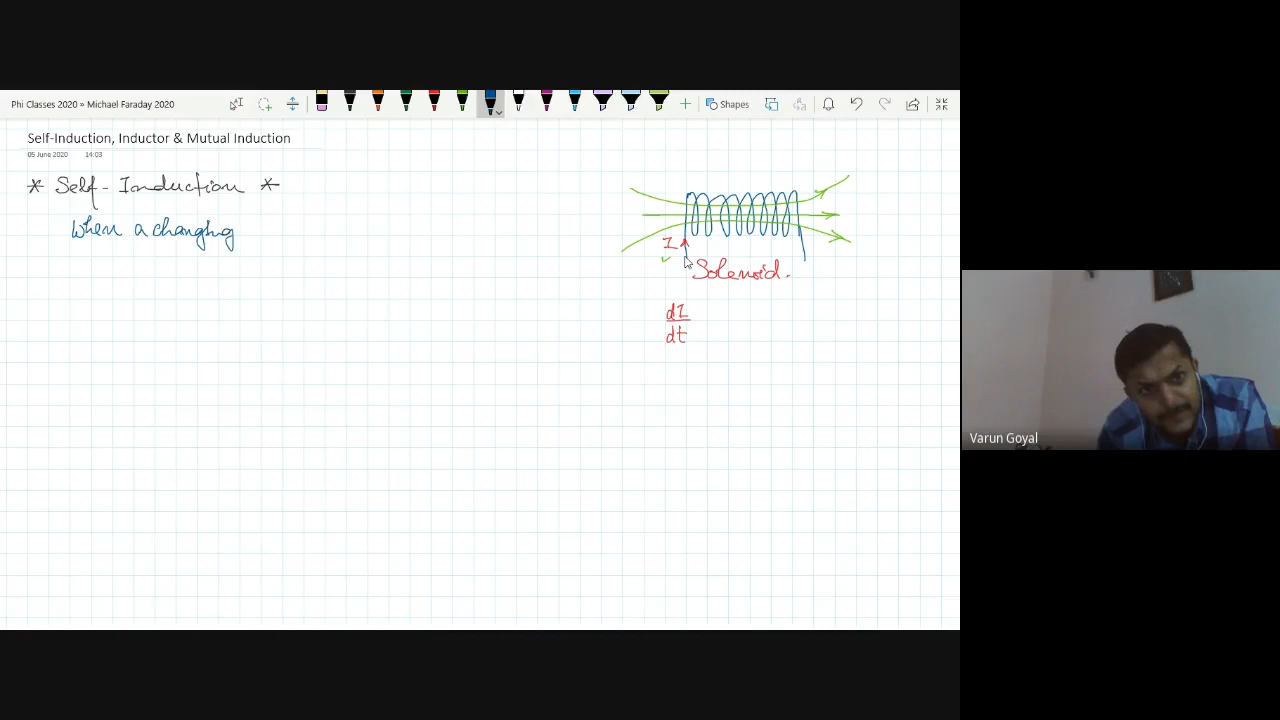 Phi Classes 2020 » Michael Faraday 2020
Shapes
Self-Induction, Inductor & Mutual Induction
05 June 2020 14:03
* Self-Induction *
When a changing
I
Solenoid.
dI
dt
Varun Goyal